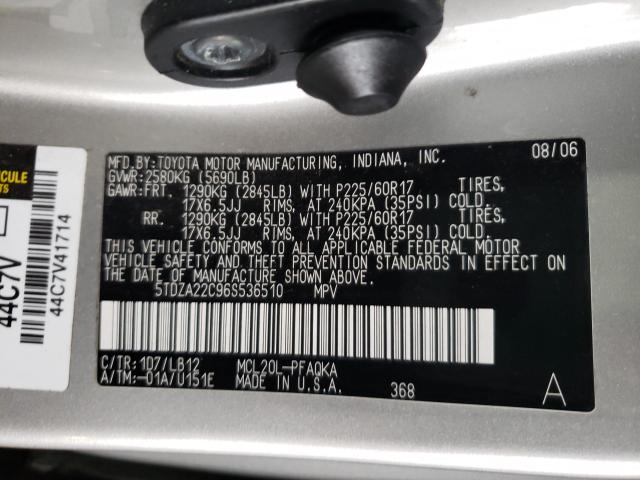 MFD.BY:TOYOTA MOTOR MANUFACTURING, INDIANA, INC. 08/06
GVWR:2580KG (5690LB)
GAWR:FRT. 1290KG (2845LB) WITH P225/60R17 TIRES,
17X6.5JJ RIMS, AT 240KPA (35PSI) COLD.
RR. 1290KG (2845LB) WITH P225/60R17 TIRES,
17X6.5JJ RIMS, AT 240KPA (35PSI) COLD.
THIS VEHICLE CONFORMS TO ALL APPLICABLE FEDERAL MOTOR
VEHICLE SAFETY AND THEFT PREVENTION STANDARDS IN EFFECT ON
THE DATE OF MANUFACTURE SHOWN ABOVE.
5TDZA22C96S536510 MPV
C/TR:1D7/LB12 MCL20L-PFAQKA
A/TM:-01A/U151E MADE IN U.S.A. 368 A
44C7V
44C7V41714